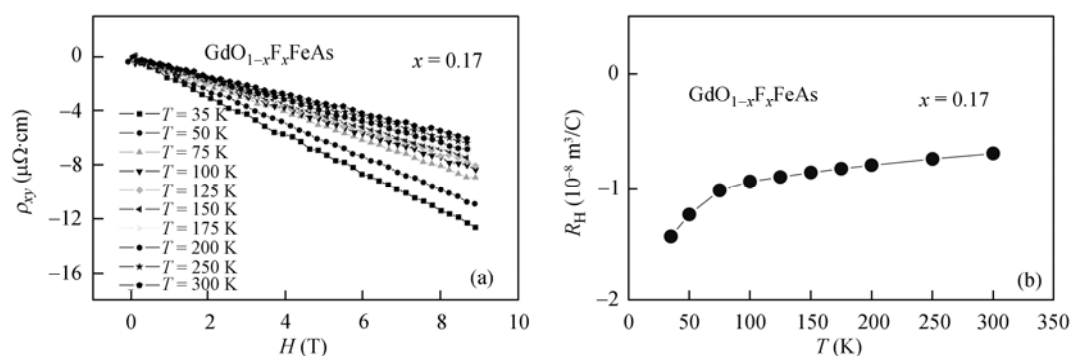 0
−4
−8
−12
−16
ρxy (μΩ·cm)
GdO1−xFxFeAs
x = 0.17
T = 35 K
T = 50 K
T = 75 K
T = 100 K
T = 125 K
T = 150 K
T = 175 K
T = 200 K
T = 250 K
T = 300 K
(a)
0 2 4 6 8 10
H (T)
0
−1
−2
RH (10−8 m3/C)
GdO1−xFxFeAs
x = 0.17
(b)
0 50 100 150 200 250 300 350
T (K)